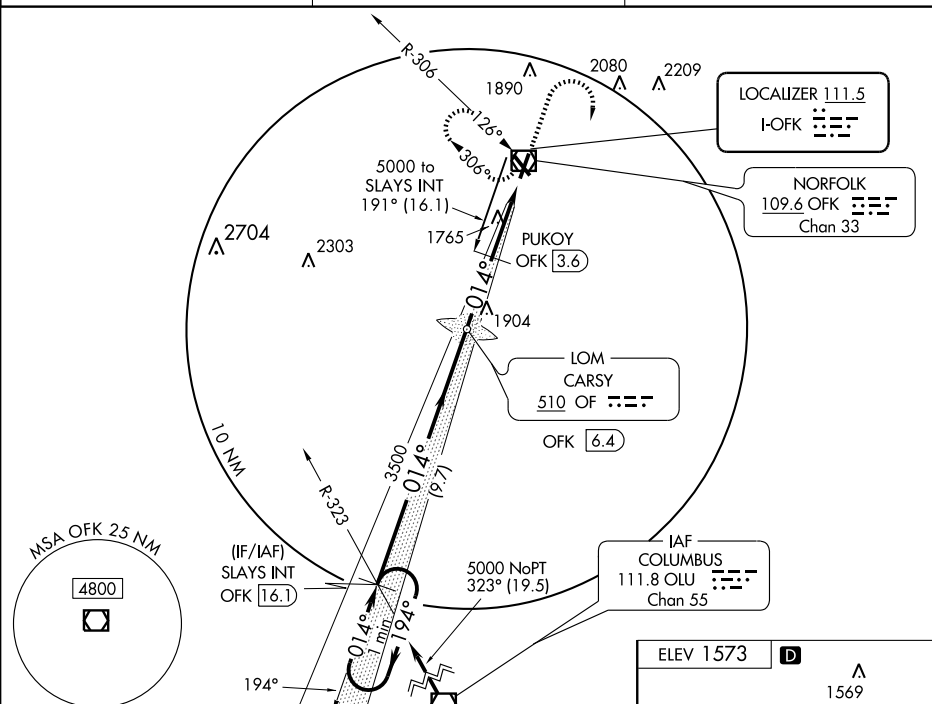 R-306
1890
2080
2209
LOCALIZER 111.5
I-OFK
126°
306°
5000 to
SLAYS INT
191° (16.1)
NORFOLK
109.6 OFK
Chan 33
2704
2303
1765
PUKOY
OFK 3.6
014°
1904
LOM
CARSY
510 OF
OFK 6.4
10 NM
3500
014°
(9.7)
R-323
MSA OFK 25 NM
4800
(IF/IAF)
SLAYS INT
OFK 16.1
5000 NoPT
323° (19.5)
IAF
COLUMBUS
111.8 OLU
Chan 55
014°
1 min
194°
194°
ELEV 1573 D
1569